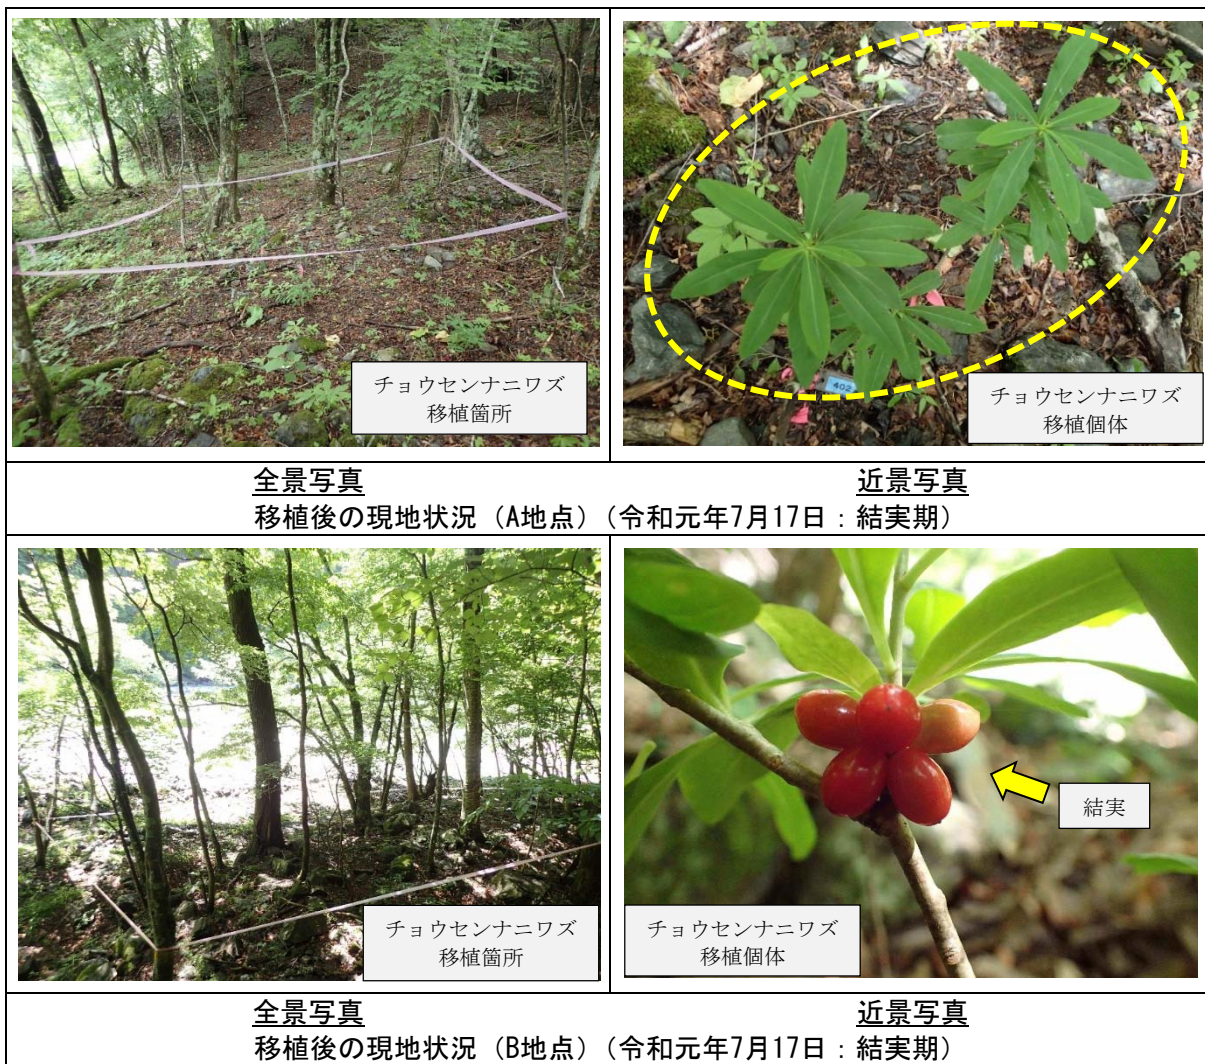 チョウセンナニワズ
移植箇所
402
チョウセンナニワズ
移植個体
全景写真
近景写真
移植後の現地状況（A地点）（令和元年7月17日：結実期）
チョウセンナニワズ
移植箇所
結実
チョウセンナニワズ
移植個体
全景写真
近景写真
移植後の現地状況（B地点）（令和元年7月17日：結実期）